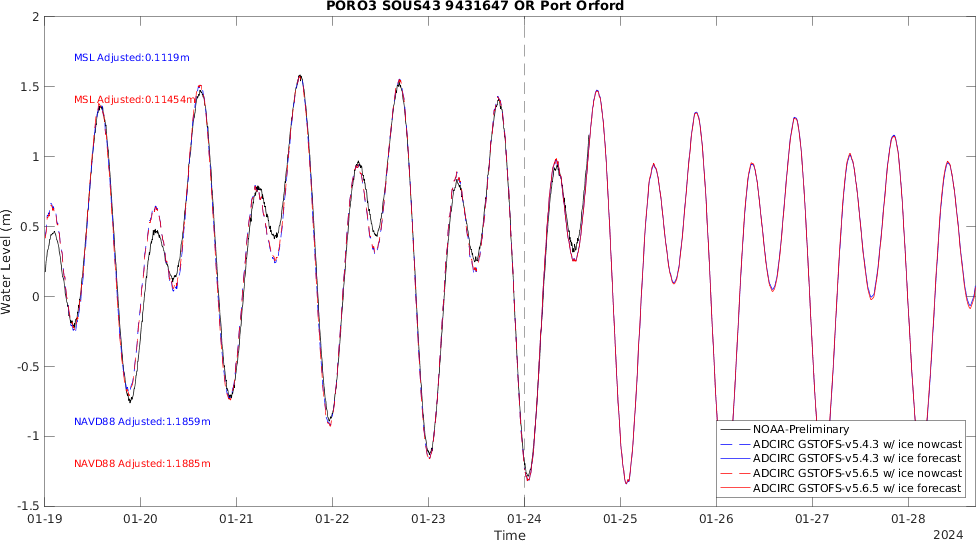 PORO3 SOUS43 9431647 OR Port Orford
2
1.5
1
0.5
0
-0.5
-1
-1.5
Water Level (m)
MSL Adjusted:0.1119m
MSL Adjusted:0.11454m
NAVD88 Adjusted:1.1859m
NAVD88 Adjusted:1.1885m
NOAA-Preliminary
ADCIRC GSTOFS-v5.4.3 w/ ice nowcast
ADCIRC GSTOFS-v5.4.3 w/ ice forecast
ADCIRC GSTOFS-v5.6.5 w/ ice nowcast
ADCIRC GSTOFS-v5.6.5 w/ ice forecast
01-19 01-20 01-21 01-22 01-23 01-24 01-25 01-26 01-27 01-28
Time
2024